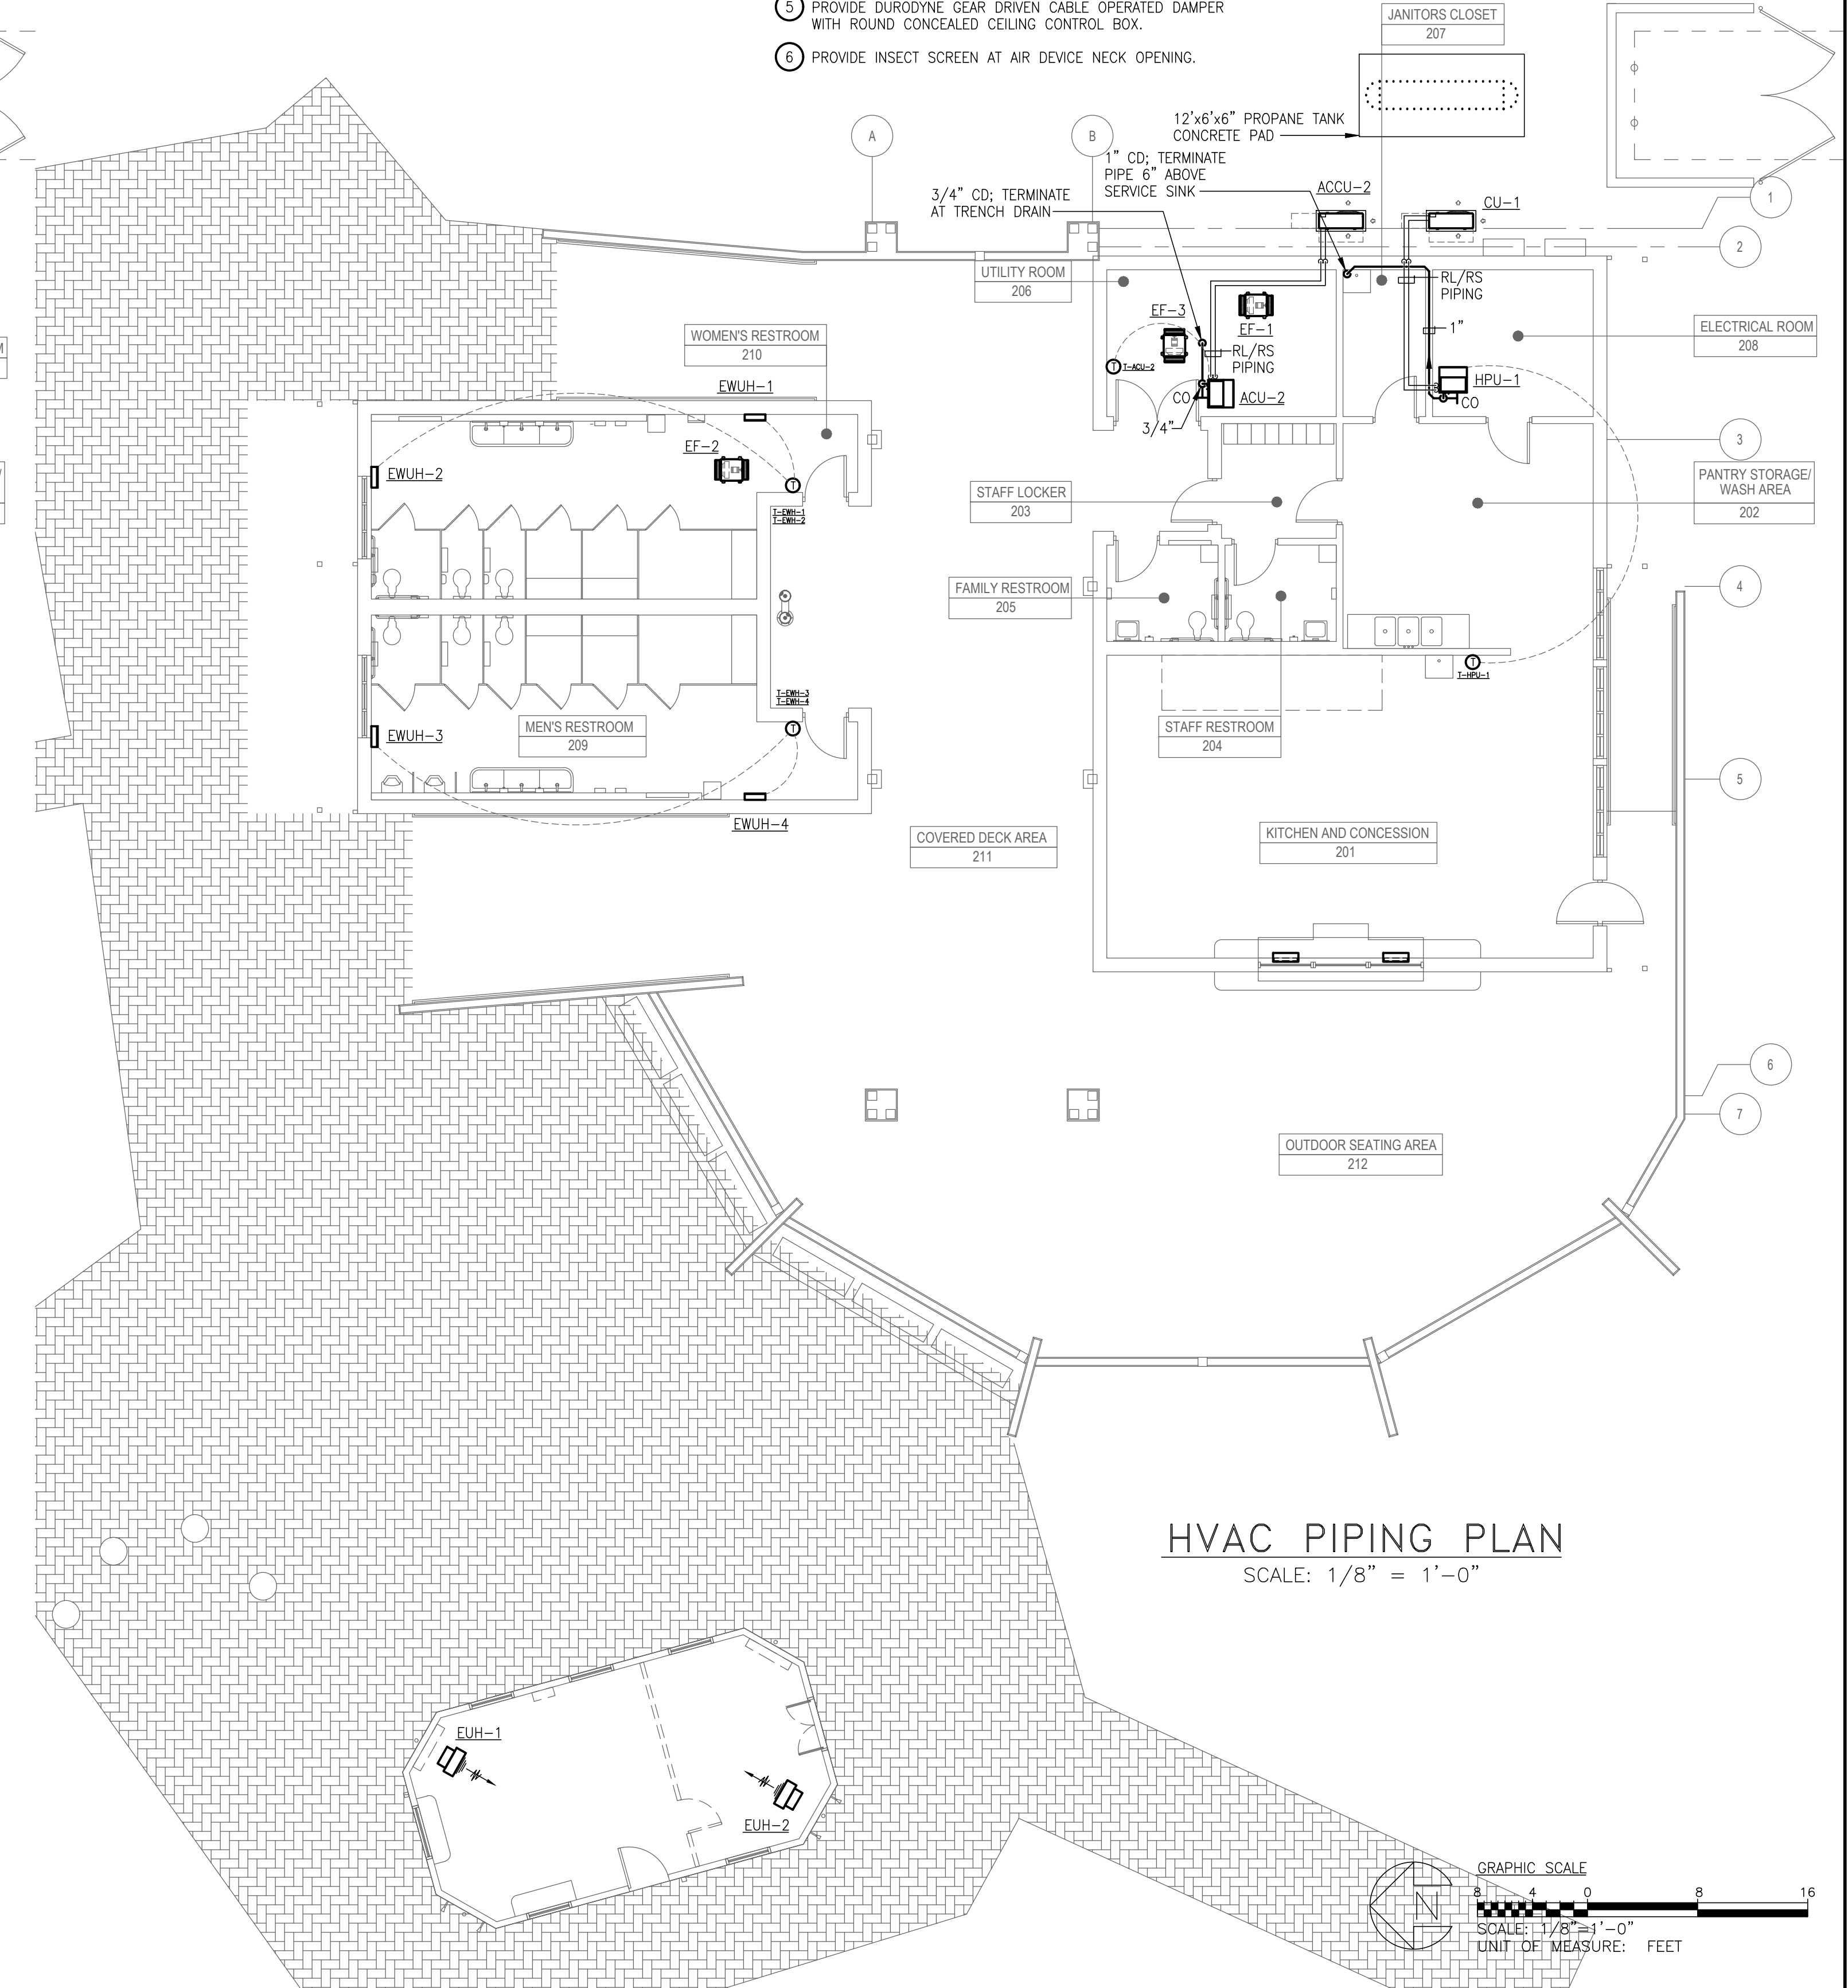 5 PROVIDE DURODYNE GEAR DRIVEN CABLE OPERATED DAMPER
WITH ROUND CONCEALED CEILING CONTROL BOX.
6 PROVIDE INSECT SCREEN AT AIR DEVICE NECK OPENING.
JANITORS CLOSET
207
12'x6'x6" PROPANE TANK
CONCRETE PAD
A
B
1" CD; TERMINATE
PIPE 6" ABOVE
SERVICE SINK
3/4" CD; TERMINATE
AT TRENCH DRAIN
ACCU-2
CU-1
1
2
UTILITY ROOM
206
RL/RS
PIPING
EF-3
EF-1
1"
ELECTRICAL ROOM
208
WOMEN'S RESTROOM
210
RL/RS
PIPING
T T-ACU-2
EWUH-1
CO
ACU-2
HPU-1
CO
3/4"
3
M
EF-2
EWUH-2
T
T-EWH-1
T-EWH-2
/
STAFF LOCKER
203
PANTRY STORAGE/
WASH AREA
202
FAMILY RESTROOM
205
4
T
T-HPU-1
T-EWH-3
T-EWH-4
T
EWUH-3
MEN'S RESTROOM
209
STAFF RESTROOM
204
5
EWUH-4
COVERED DECK AREA
211
KITCHEN AND CONCESSION
201
6
7
OUTDOOR SEATING AREA
212
HVAC PIPING PLAN
SCALE: 1/8" = 1'-0"
EUH-1
EUH-2
N
GRAPHIC SCALE
8 4 0 8 16
SCALE: 1/8"=1'-0"
UNIT OF MEASURE: FEET